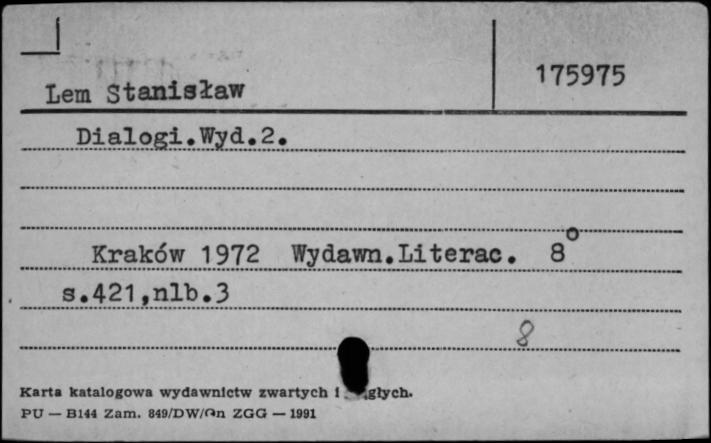 175975
Lem Stanisław
Dialogi.Wyd.2.
Kraków 1972 Wydawn.Literac. 8°
s.421,nlb.3
8
Karta katalogowa wydawnictw zwartych i
PU — B144 Zam. 849/DW/ ZGG — 1991